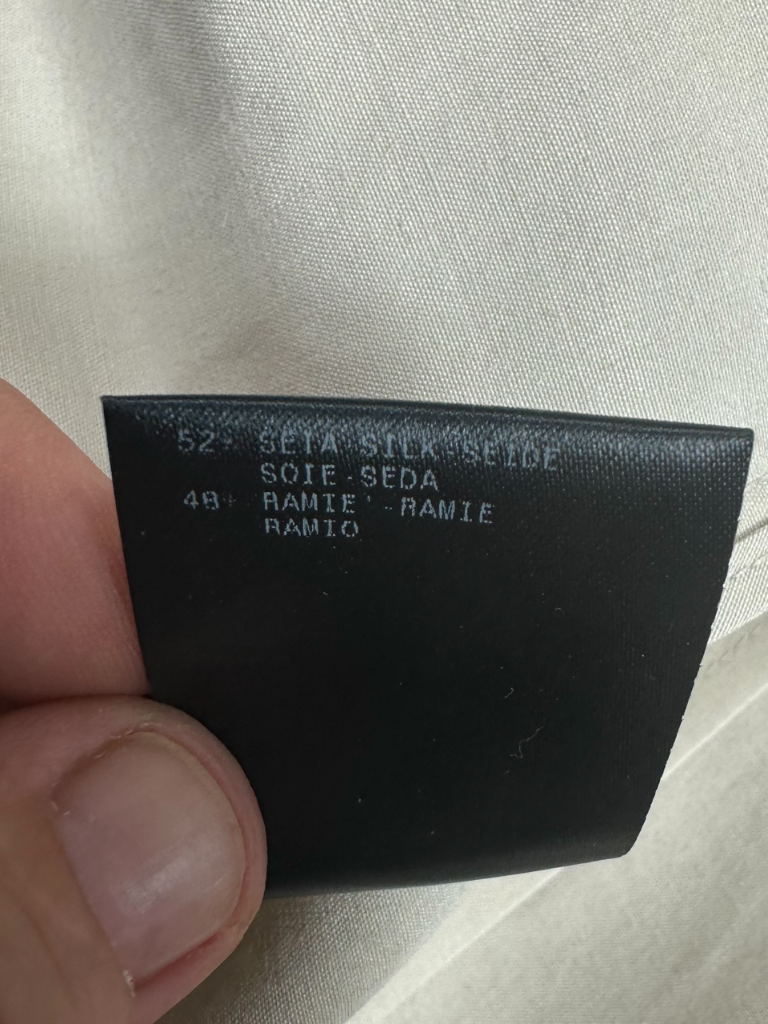 52% SETA-SILK-SEIDE
SOIE-SEDA
48% RAMIE'-RAMIE
RAMIO